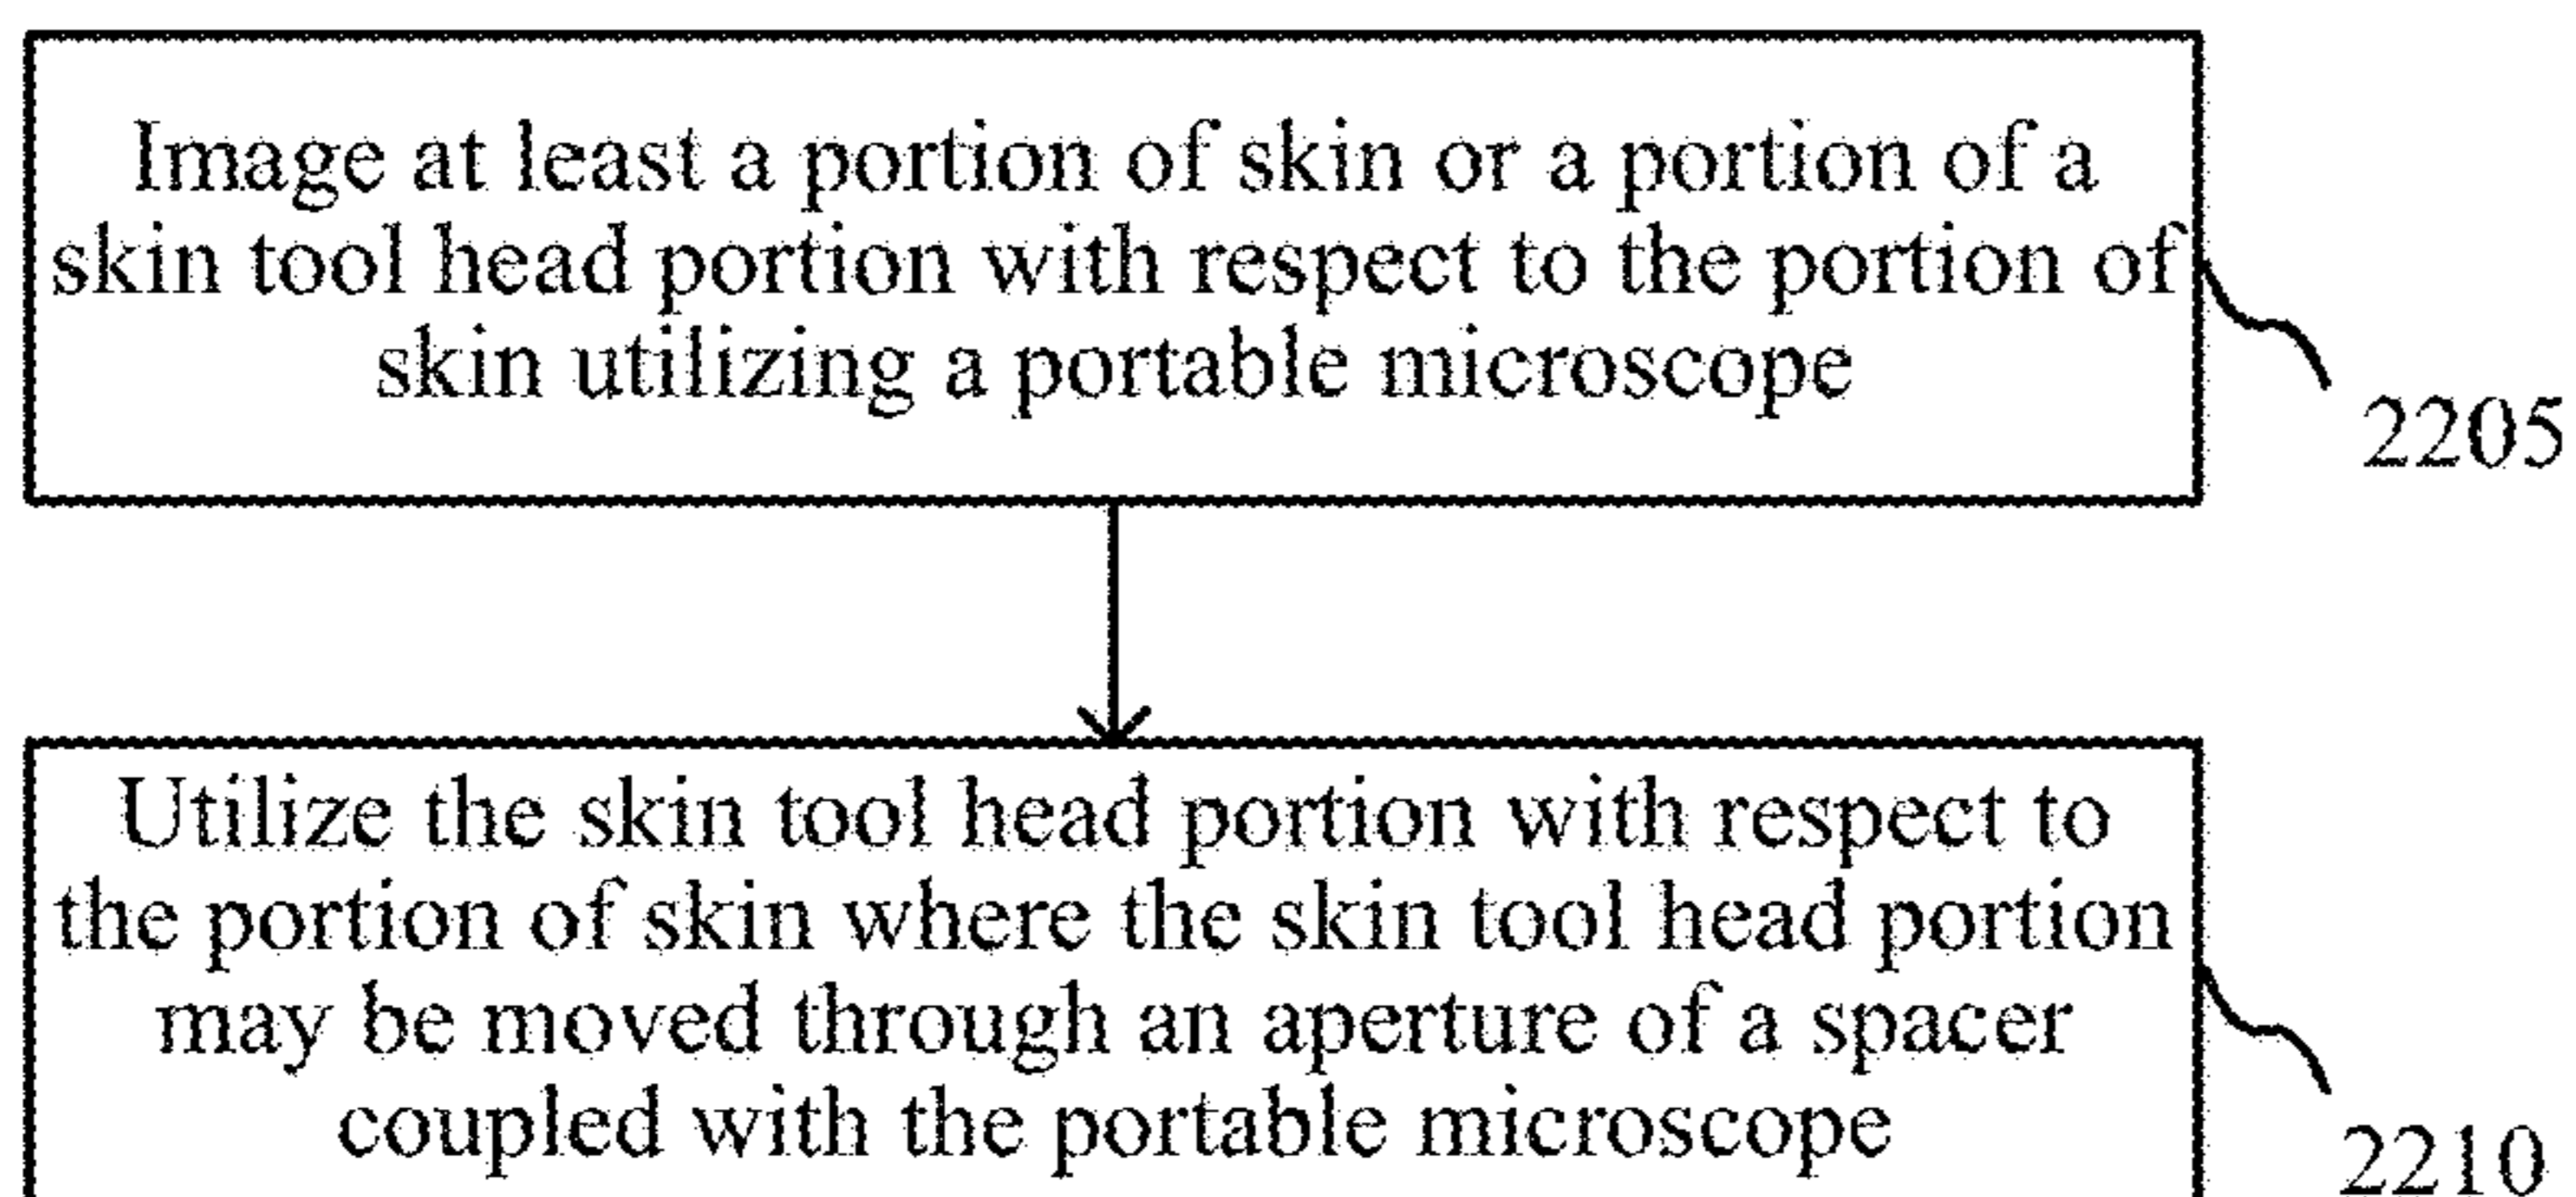 Image at least a portion of skin or a portion of a
skin tool head portion with respect to the portion of
skin utilizing a portable microscope
2205
Utilize the skin tool head portion with respect to
the portion of skin where the skin tool head portion
may be moved through an aperture of a spacer
coupled with the portable microscope
2210